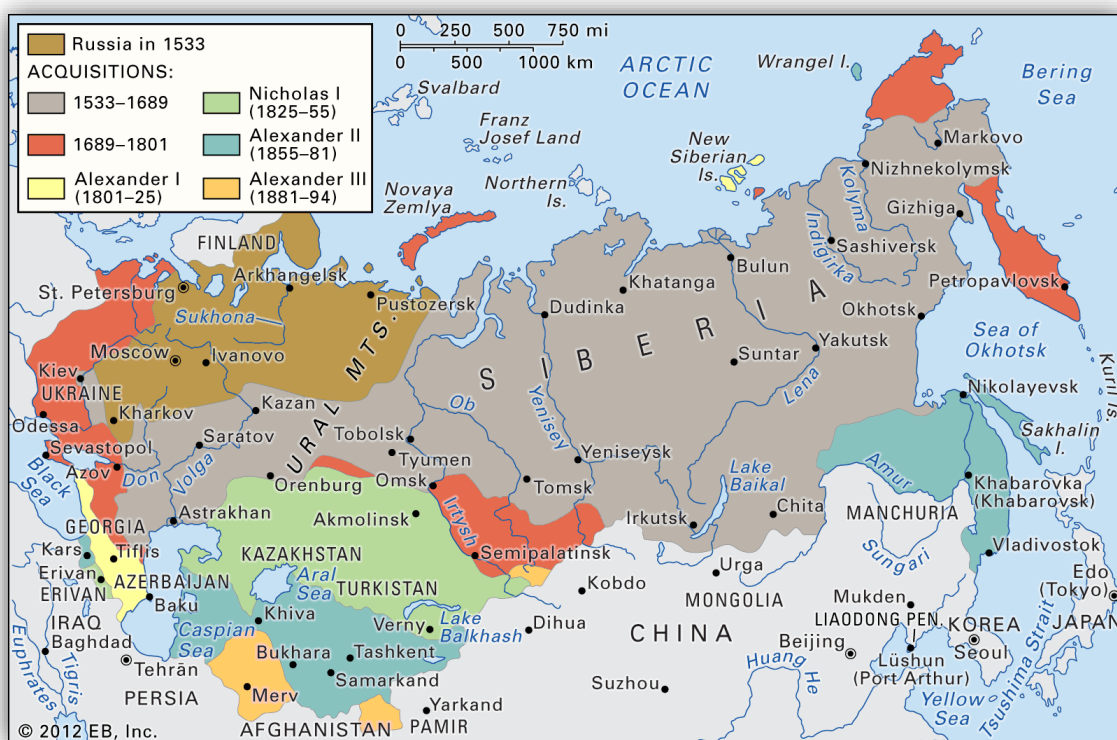 Russia in 1533
ACQUISITIONS:
1533–1689
1689–1801
Alexander I
(1801–25)
Nicholas I
(1825–55)
Alexander II
(1855–81)
Alexander III
(1881–94)
0 250 500 750 mi
0 500 1000 km
ARCTIC
OCEAN
Wrangel I.
Bering
Sea
Svalbard
Franz
Josef Land
New
Siberian
Is.
Northern
Is.
Novaya
Zemlya
Markovo
Nizhnekolymsk
Kolyma
Gizhiga
Indigirka
Sashiversk
FINLAND
Arkhangelsk
St. Petersburg
Pustozersk
Sukhona
Bulun
Khatanga
Dudinka
Petropavlovsk
Okhotsk
Sea of
Okhotsk
Kuril Is.
SIBERIA
URAL MTS.
Moscow
Ivanovo
Kiev
UKRAINE
Kharkov
Odessa
Kazan
Suntar
Yakutsk
Lena
Ob
Yenisey
Nikolayevsk
Sakhalin
I.
Sevastopol
Azov
Black
Sea
Don
Saratov
Volga
Tobolsk
Tyumen
Orenburg
Omsk
Irtysh
Tomsk
Yeniseysk
Lake
Baikal
Irkutsk
Chita
Amur
Khabarovka
(Khabarovsk)
MANCHURIA
Sungari
Vladivostok
Astrakhan
GEORGIA
Kars
Tiflis
Erivan
ERIVAN
AZERBAIJAN
Baku
Akmolinsk
KAZAKHSTAN
Aral
Sea
TURKISTAN
Semipalatinsk
Verny
Lake
Balkhash
Kobdo
Urga
MONGOLIA
Dihua
CHINA
Mukden
LIAODONG PEN.
Beijing
Lüshun
(Port Arthur)
KOREA
Seoul
Edo
(Tokyo)
JAPAN
Tsushima Strait
Yellow
Sea
Huang He
Suzhou
IRAQ
Baghdad
Euphrates
Tigris
Tehrān
PERSIA
Caspian
Sea
Khiva
Bukhara
Tashkent
Samarkand
Merv
AFGHANISTAN
Yarkand
PAMIR
© 2012 EB, Inc.